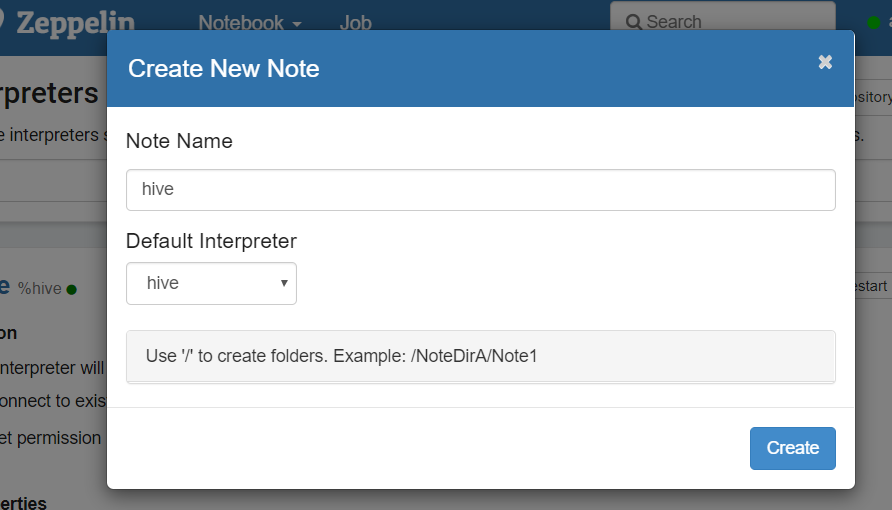 Zeppelin Notebook Job Search
Create New Note
rpreters
ository
e interpreters s
s.
Note Name
hive
Default Interpreter
hive
e %hive
estart
on
Use '/' to create folders. Example: /NoteDirA/Note1
nterpreter will
onnect to exis
et permission
Create
erties